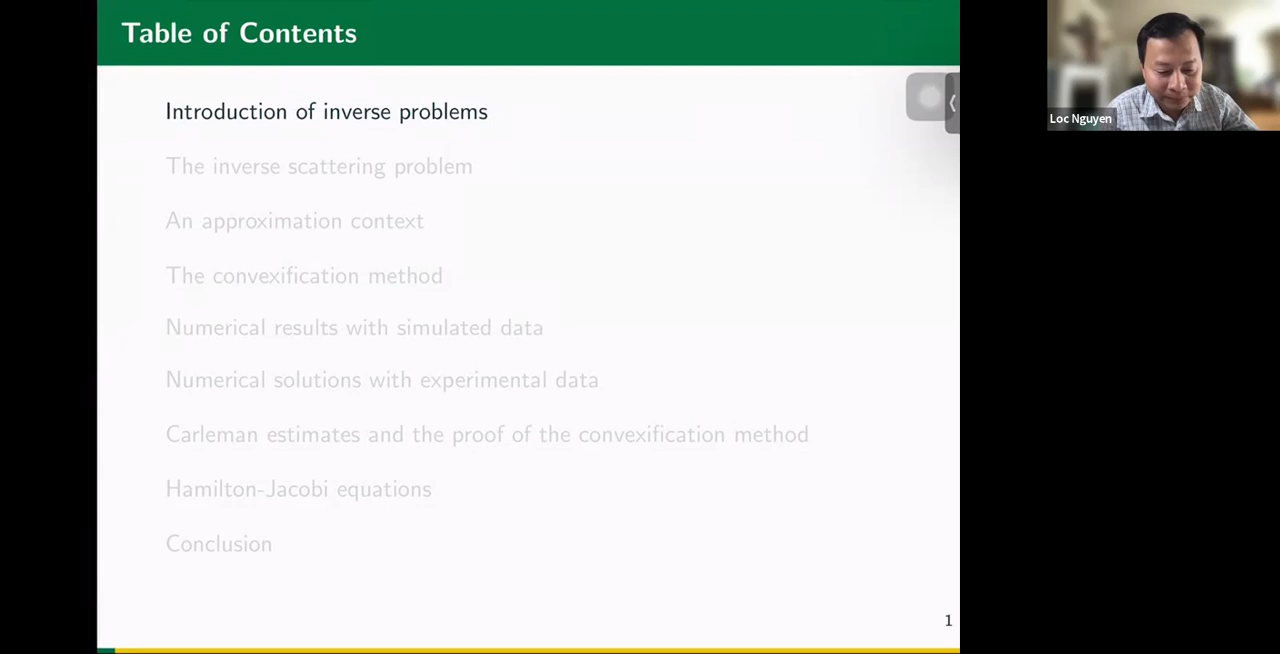 Table of Contents
Introduction of inverse problems
The inverse scattering problem
An approximation context
The convexification method
Numerical results with simulated data
Numerical solutions with experimental data
Carleman estimates and the proof of the convexification method
Hamilton-Jacobi equations
Conclusion
1
Loc Nguyen